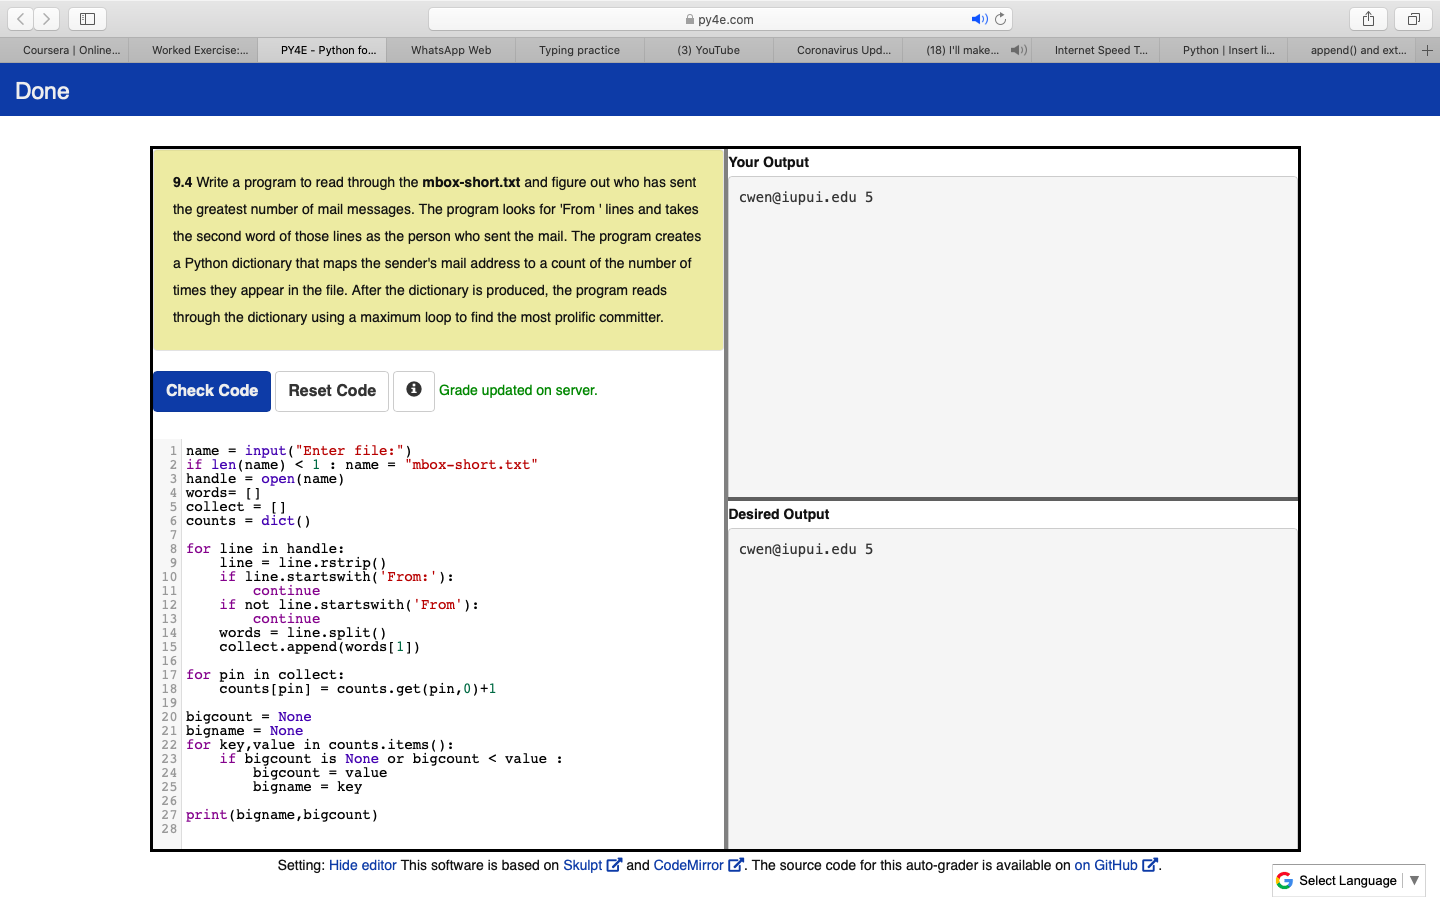 py4e.com
Coursera | Online...
Worked Exercise:...
PY4E - Python fo...
WhatsApp Web
Typing practice
(3) YouTube
Coronavirus Upd...
(18) I'll make...
Internet Speed T...
Python | Insert li...
append() and ext...
Done
9.4 Write a program to read through the mbox-short.txt and figure out who has sent
the greatest number of mail messages. The program looks for 'From ' lines and takes
the second word of those lines as the person who sent the mail. The program creates
a Python dictionary that maps the sender's mail address to a count of the number of
times they appear in the file. After the dictionary is produced, the program reads
through the dictionary using a maximum loop to find the most prolific committer.
Check Code
Reset Code
Grade updated on server.
1 name = input("Enter file:")
2 if len(name) < 1 : name = "mbox-short.txt"
3 handle = open(name)
4 words= []
5 collect = []
6 counts = dict()
7
8 for line in handle:
9     line = line.rstrip()
10     if line.startswith('From:'):
11         continue
12     if not line.startswith('From'):
13         continue
14     words = line.split()
15     collect.append(words[1])
16
17 for pin in collect:
18     counts[pin] = counts.get(pin,0)+1
19
20 bigcount = None
21 bigname = None
22 for key,value in counts.items():
23     if bigcount is None or bigcount < value :
24         bigcount = value
25         bigname = key
26
27 print(bigname,bigcount)
28
Your Output
cwen@iupui.edu 5
Desired Output
cwen@iupui.edu 5
Setting: Hide editor This software is based on Skulpt and CodeMirror . The source code for this auto-grader is available on on GitHub .
G Select Language ▼